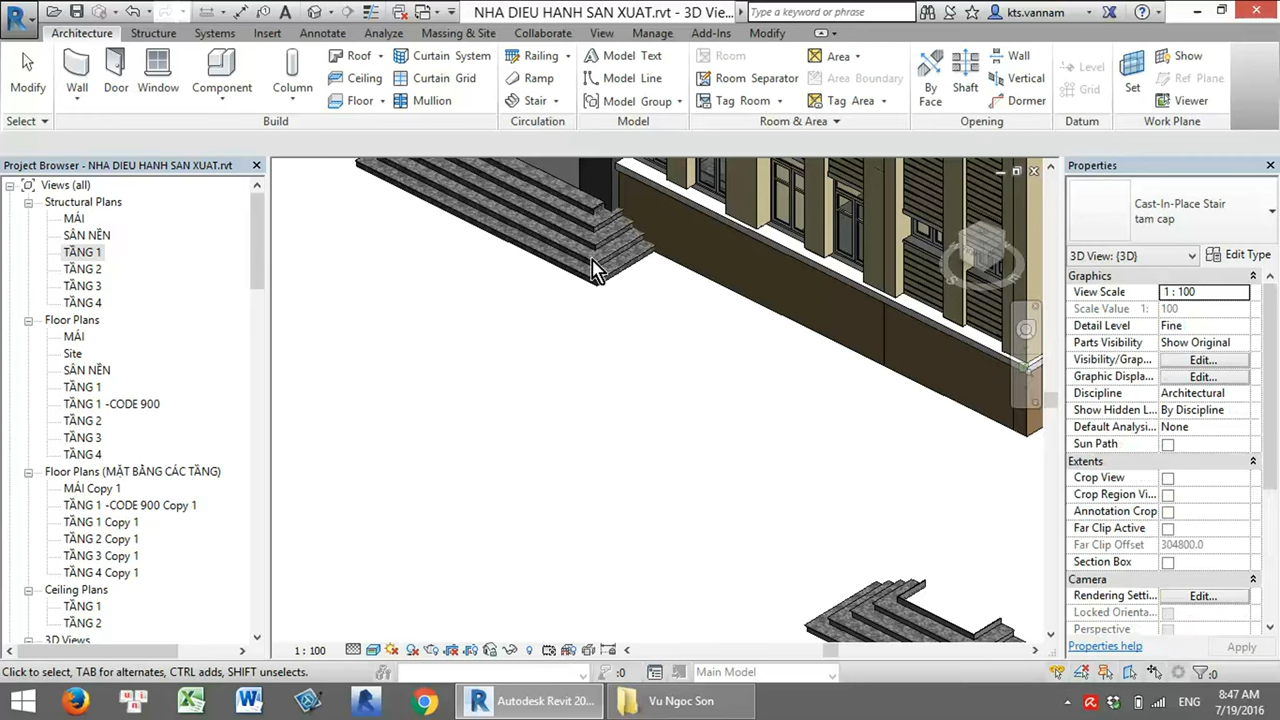 NHA DIEU HANH SAN XUAT.rvt - 3D Vie...
Type a keyword or phrase
kts.vannam
Architecture Structure Systems Insert Annotate Analyze Massing & Site Collaborate View Manage Add-Ins Modify
Modify
Wall
Door
Window
Component
Column
Roof
Ceiling
Floor
Curtain System
Curtain Grid
Mullion
Railing
Ramp
Stair
Model Text
Model Line
Model Group
Room
Room Separator
Tag Room
Area
Area Boundary
Tag Area
By Face
Shaft
Wall
Vertical
Dormer
Level
Grid
Set
Show
Ref Plane
Viewer
Select Build Circulation Model Room & Area Opening Datum Work Plane
Project Browser - NHA DIEU HANH SAN XUAT.rvt
Views (all)
Structural Plans
MÁI
SÂN NỀN
TẦNG 1
TẦNG 2
TẦNG 3
TẦNG 4
Floor Plans
MÁI
Site
SÂN NỀN
TẦNG 1
TẦNG 1 -CODE 900
TẦNG 2
TẦNG 3
TẦNG 4
Floor Plans (MẶT BẰNG CÁC TẦNG)
MÁI Copy 1
TẦNG 1 -CODE 900 Copy 1
TẦNG 1 Copy 1
TẦNG 2 Copy 1
TẦNG 3 Copy 1
TẦNG 4 Copy 1
Ceiling Plans
TẦNG 1
TẦNG 2
3D Views
Properties
Cast-In-Place Stair
tam cap
3D View: {3D} Edit Type
Graphics
View Scale 1 : 100
Scale Value 1: 100
Detail Level Fine
Parts Visibility Show Original
Visibility/Grap... Edit...
Graphic Displa... Edit...
Discipline Architectural
Show Hidden L... By Discipline
Default Analysi... None
Sun Path
Extents
Crop View
Crop Region Vi...
Annotation Crop
Far Clip Active
Far Clip Offset 304800.0
Section Box
Camera
Rendering Setti... Edit...
Locked Orienta...
Perspective
Properties help Apply
1 : 100
Click to select, TAB for alternates, CTRL adds, SHIFT unselects.
:0 Main Model :0
Autodesk Revit 20...
Vu Ngoc Son
ENG
8:47 AM
7/19/2016